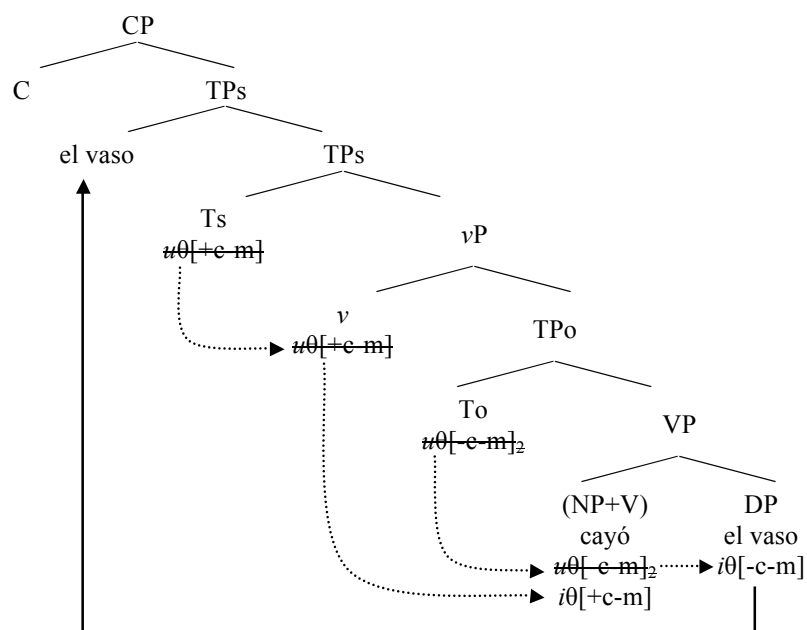 CP
C TPs
el vaso TPs
Ts
uθ[+c-m] vP
v
uθ[+c-m] TPo
To
uθ[-c-m]₂ VP
(NP+V) DP
cayó el vaso
uθ[-c-m]₂ iθ[-c-m]
iθ[+c-m]